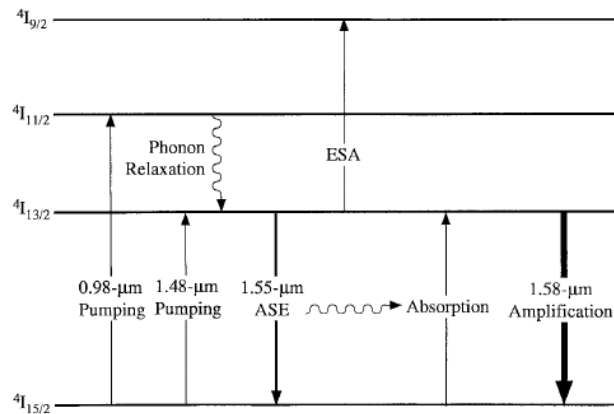 ⁴I₉/₂
⁴I₁₁/₂
Phonon
Relaxation
ESA
⁴I₁₃/₂
0.98-μm
Pumping
1.48-μm
Pumping
1.55-μm
ASE
Absorption
1.58-μm
Amplification
⁴I₁₅/₂